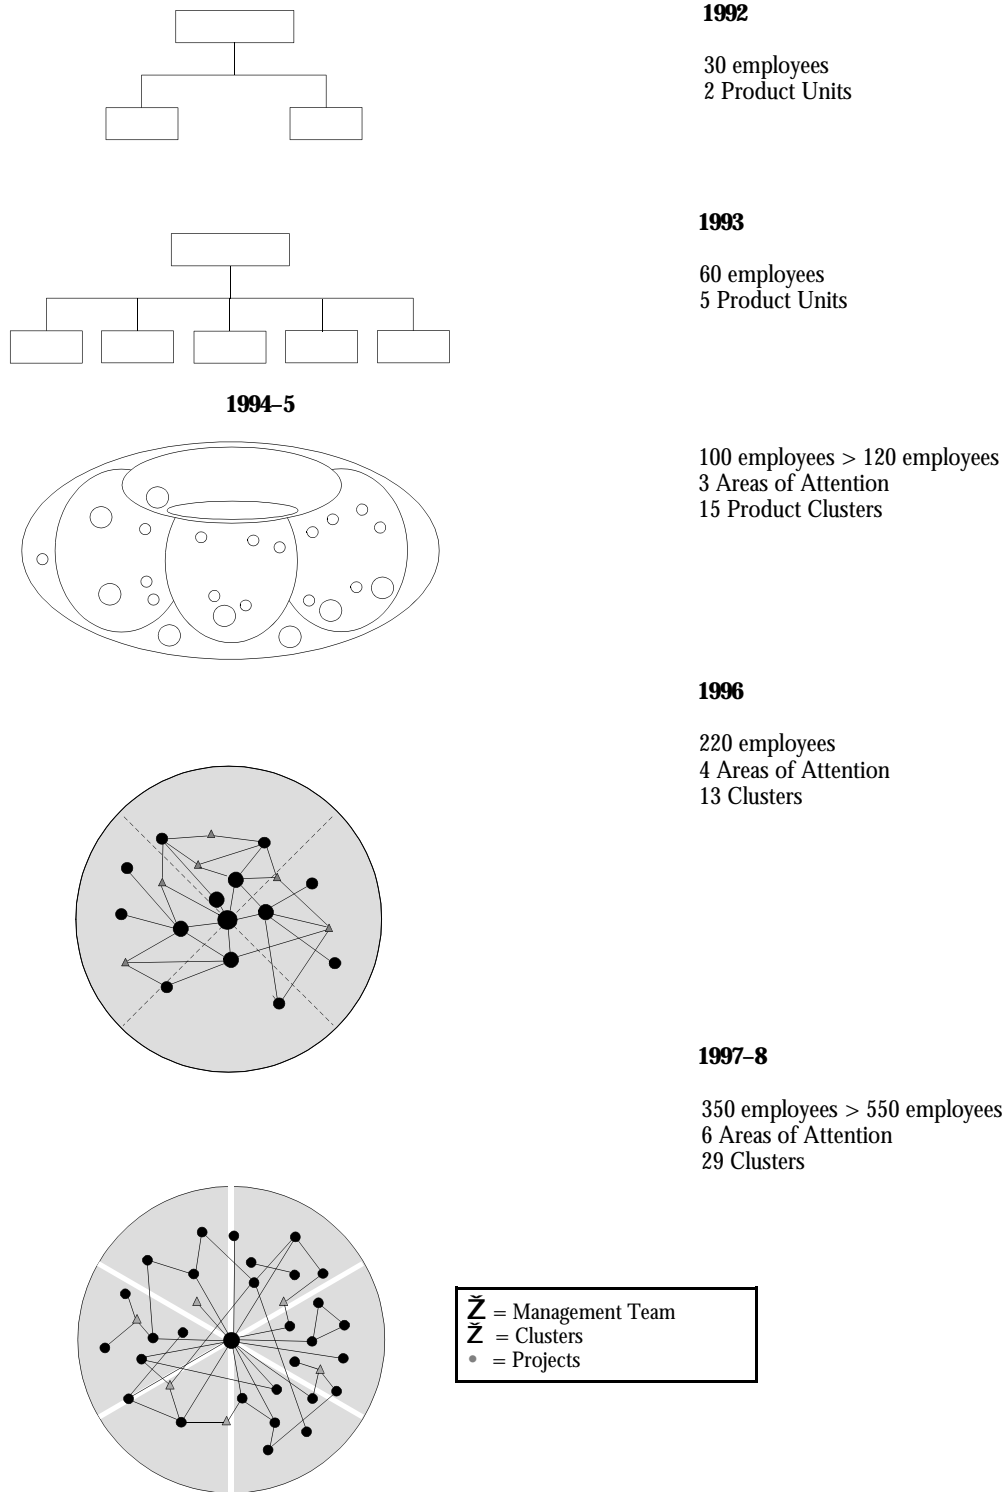 1992
30 employees
2 Product Units
1993
60 employees
5 Product Units
1994–5
100 employees > 120 employees
3 Areas of Attention
15 Product Clusters
1996
220 employees
4 Areas of Attention
13 Clusters
1997–8
350 employees > 550 employees
6 Areas of Attention
29 Clusters
Ž = Management Team
Ž = Clusters
• = Projects